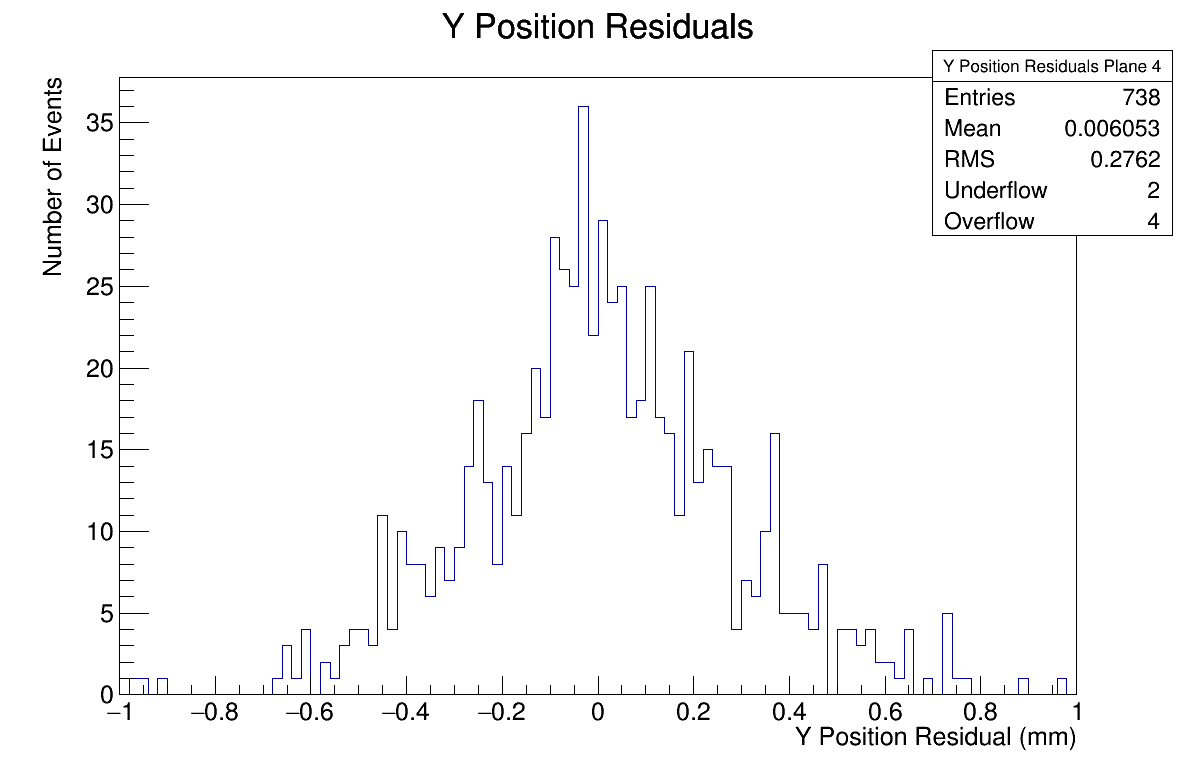 Y Position Residuals
Number of Events
Y Position Residuals Plane 4
Entries 738
Mean 0.006053
RMS 0.2762
Underflow 2
Overflow 4
35
30
25
20
15
10
5
0
−1 −0.8 −0.6 −0.4 −0.2 0 0.2 0.4 0.6 0.8 1
Y Position Residual (mm)